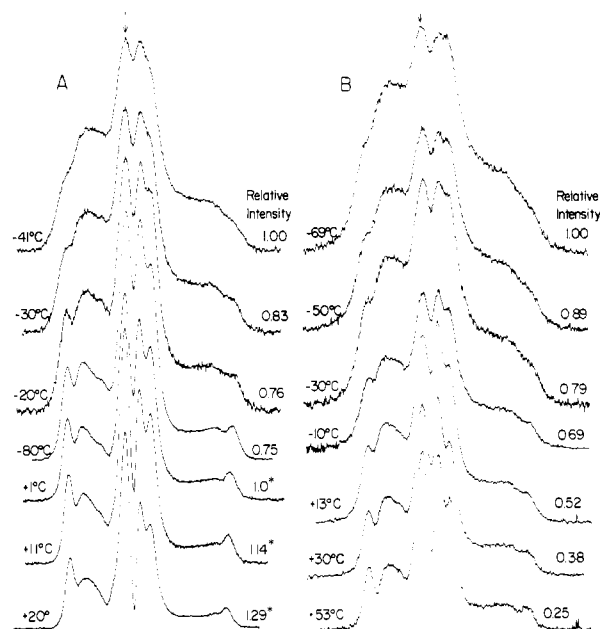 A
B
Relative
Intensity
-41°C
1.00
-30°C
0.83
-20°C
0.76
-80°C
0.75
+1°C
1.0*
+11°C
1.14*
+20°
1.29*
Relative
Intensity
-69°C
1.00
-50°C
0.89
-30°C
0.79
-10°C
0.69
+13°C
0.52
+30°C
0.38
+53°C
0.25